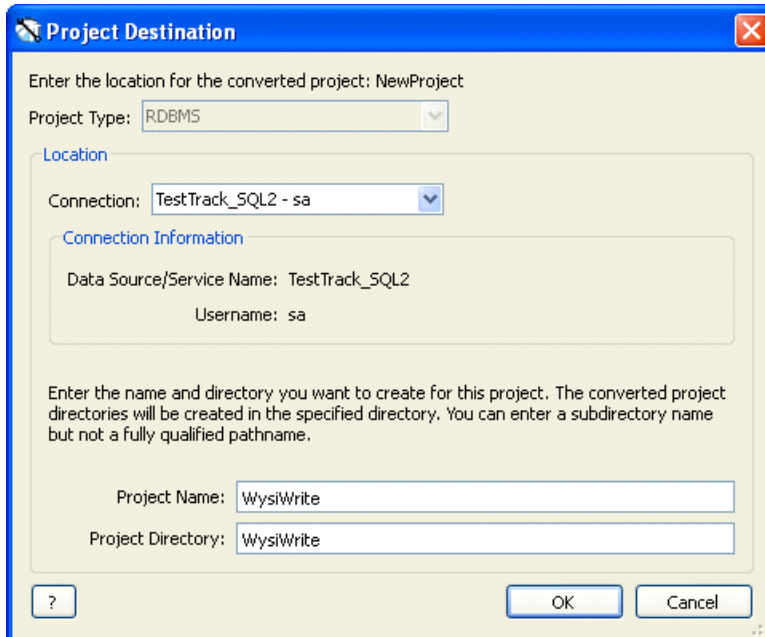 Project Destination
Enter the location for the converted project: NewProject
Project Type: RDBMS
Location
Connection: TestTrack_SQL2 - sa
Connection Information
Data Source/Service Name: TestTrack_SQL2
Username: sa
Enter the name and directory you want to create for this project. The converted project
directories will be created in the specified directory. You can enter a subdirectory name
but not a fully qualified pathname.
Project Name: WysiWrite
Project Directory: WysiWrite
? OK Cancel